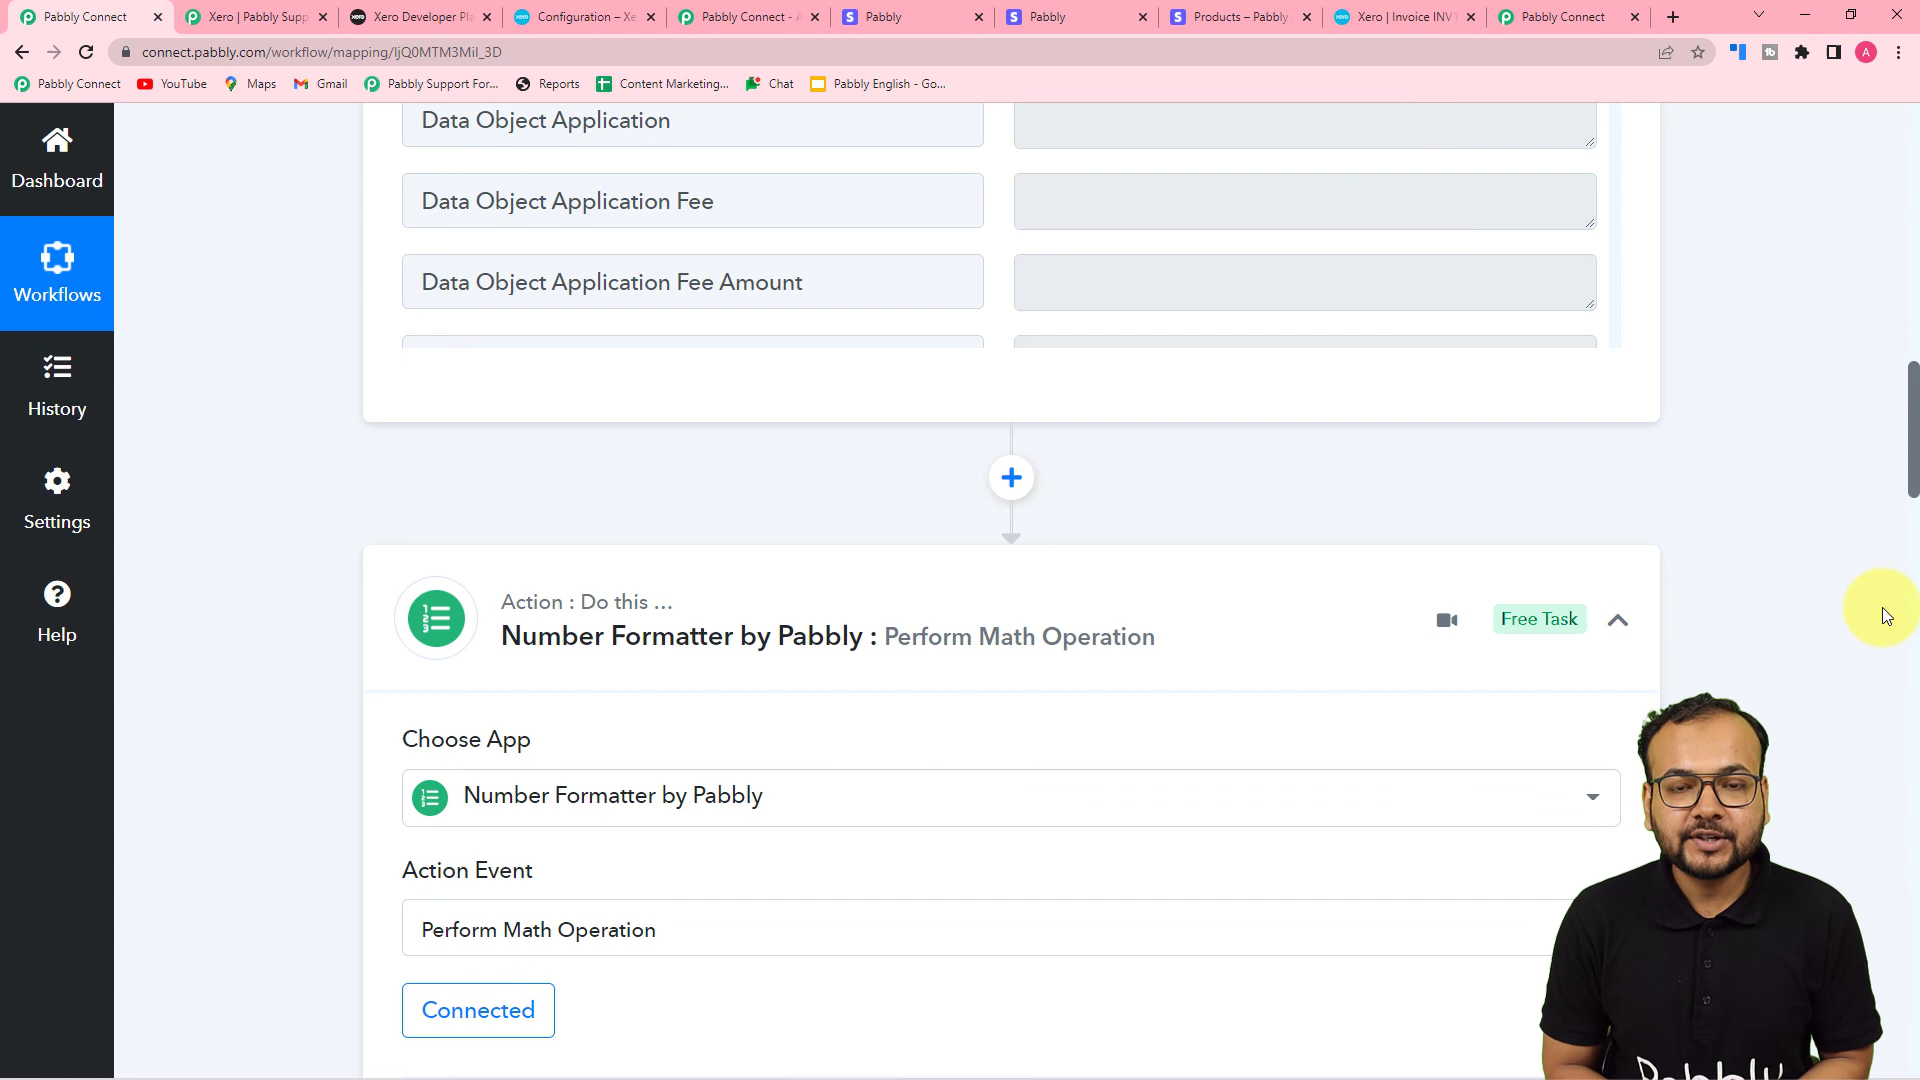 Pabbly Connect
Xero | Pabbly Supp
Xero Developer Pla
Configuration – Xe
Pabbly Connect - A
Pabbly
Pabbly
Products – Pabbly
Xero | Invoice INV
Pabbly Connect
connect.pabbly.com/workflow/mapping/IjQ0MTM3Mil_3D
A
Pabbly Connect
YouTube
Maps
Gmail
Pabbly Support For...
Reports
Content Marketing...
Chat
Pabbly English - Go...
Dashboard
Workflows
History
Settings
Help
Data Object Application
Data Object Application Fee
Data Object Application Fee Amount
Action : Do this ...
Number Formatter by Pabbly : Perform Math Operation
Free Task
Choose App
Number Formatter by Pabbly
Action Event
Perform Math Operation
Connected
Pabbly